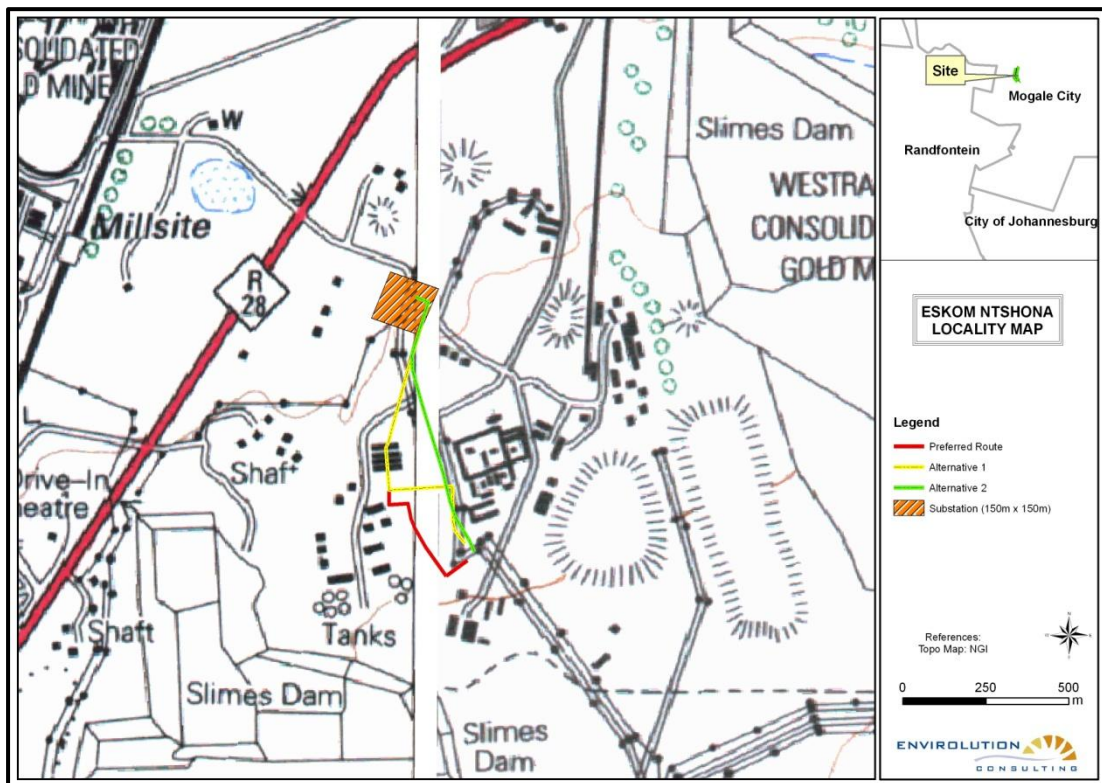 SOLIDATED
D MINE
W
Millsite
R
28
Slimes Dam
WESTRA
CONSOLID
GOLD M
Shaft
Drive-In
heatre
Shaft
Tanks
Slimes Dam
Slimes
Dam
Site
Mogale City
Randfontein
City of Johannesburg
ESKOM NTSHONA
LOCALITY MAP
Legend
Preferred Route
Alternative 1
Alternative 2
Substation (150m x 150m)
References:
Topo Map: NGI
0 250 500
m
ENVIROLUTION
CONSULTING